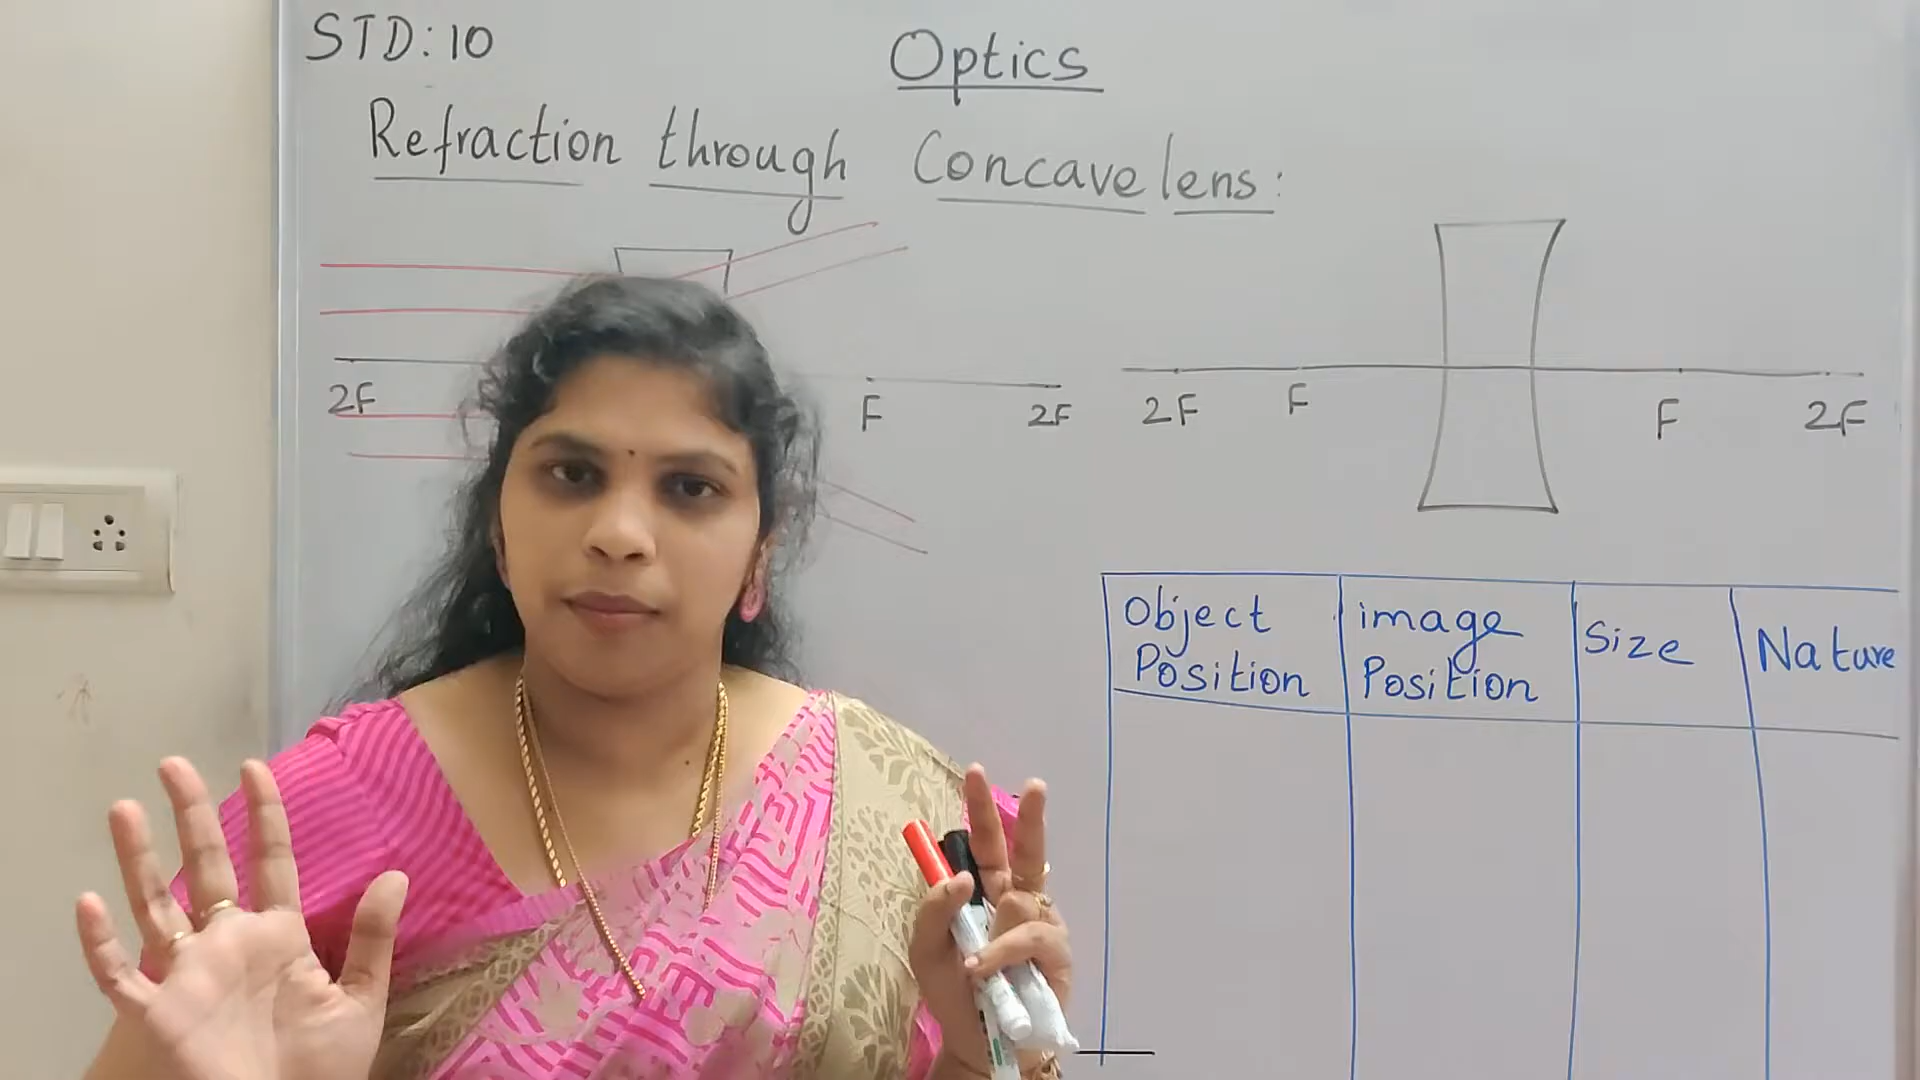 STD: 10
Optics
Refraction through Concave lens:
2F
F
2F
2F
F
F
2F
Object
Position
image
Position
Size
Nature